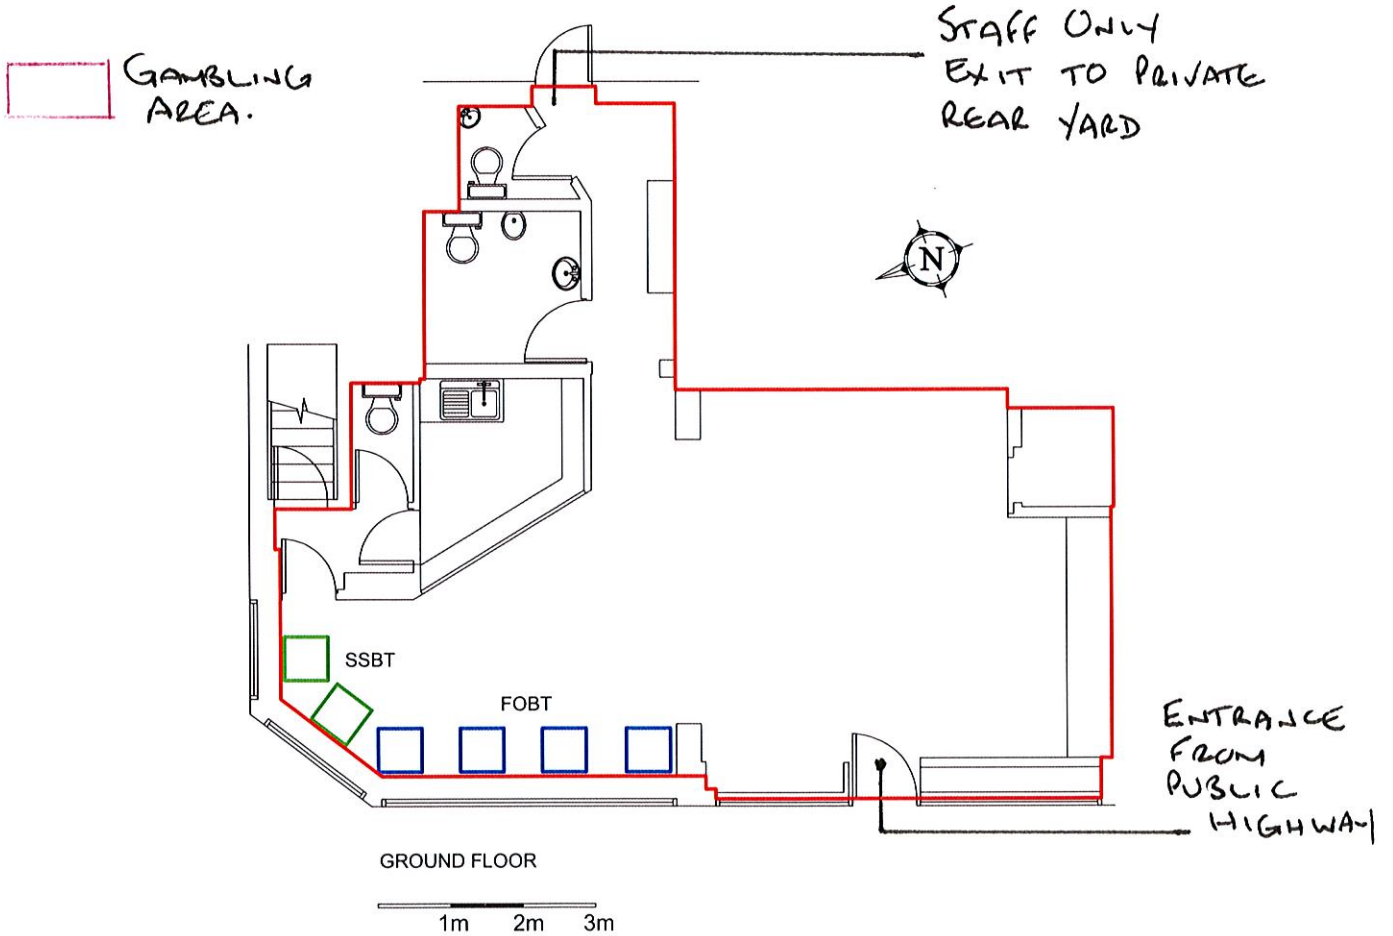 GAMBLING
AREA.
STAFF ONLY
EXIT TO PRIVATE
REAR YARD
N
SSBT
FOBT
ENTRANCE
FROM
PUBLIC
HIGHWAY
GROUND FLOOR
1m 2m 3m